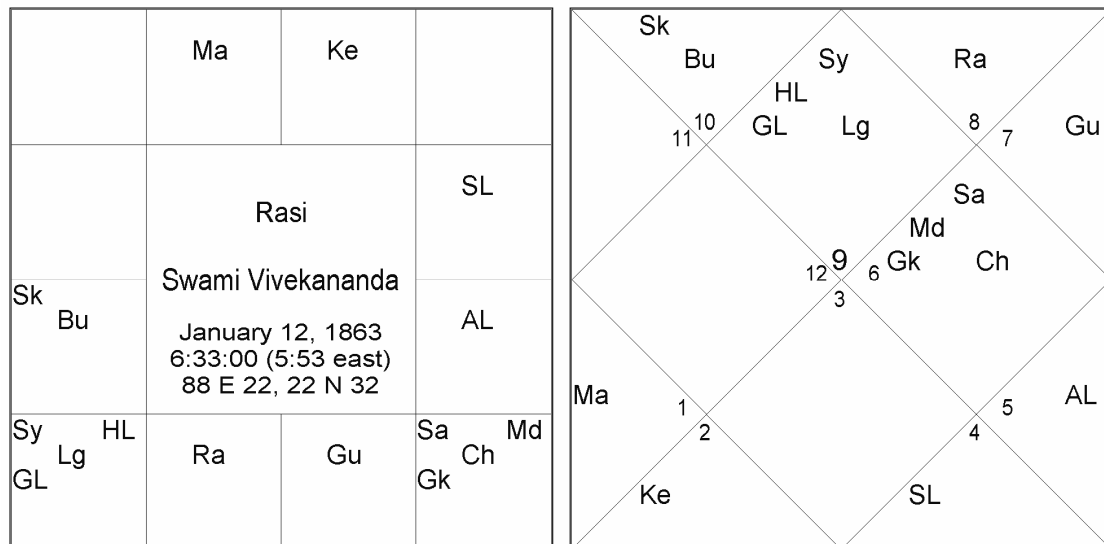 Ma
Ke
SL
Rasi
Swami Vivekananda
January 12, 1863
6:33:00 (5:53 east)
88 E 22, 22 N 32
Sk
Bu
AL
Sy HL
Lg
GL
Ra
Gu
Sa Md
Ch
Gk
Sk
Bu
Sy
Ra
HL
GL
Lg
Gu
10
11
8
7
Sa
Md
Gk
Ch
9
12
6
3
Ma
1
2
5
4
AL
Ke
SL